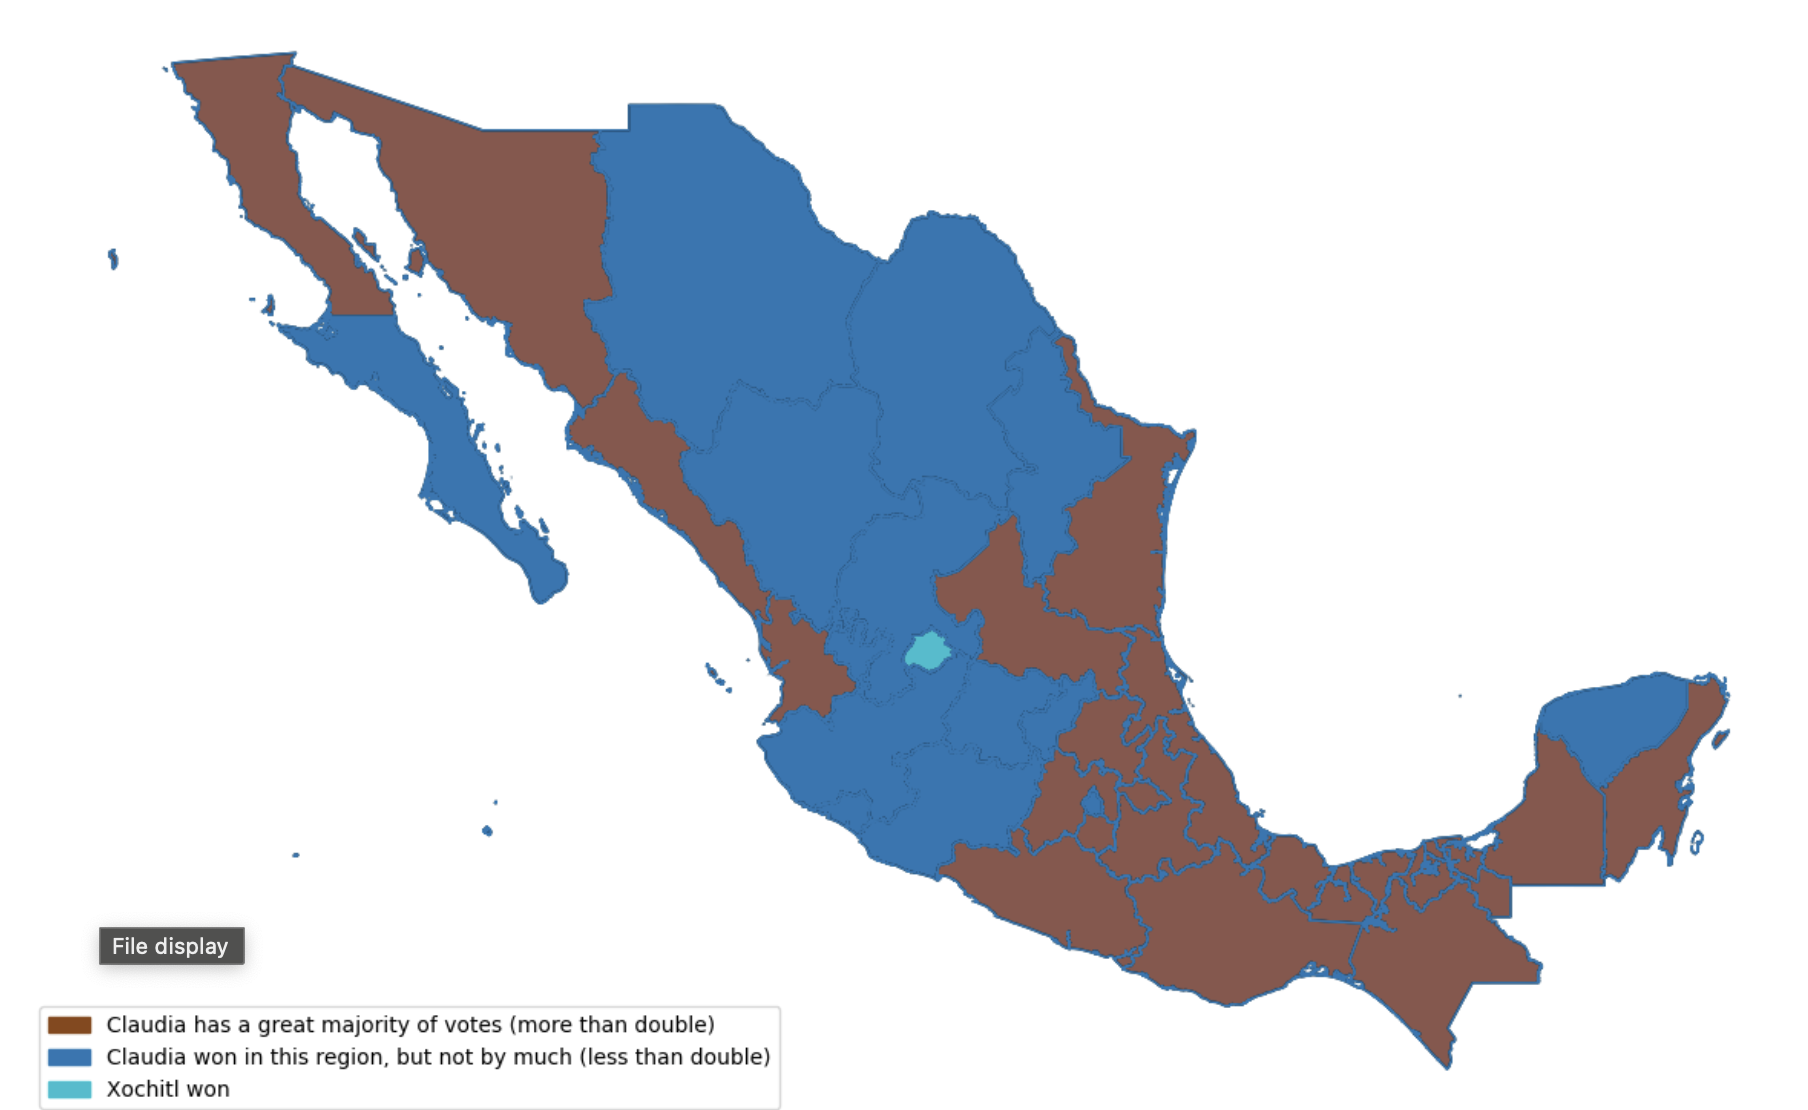 File display
Claudia has a great majority of votes (more than double)
Claudia won in this region, but not by much (less than double)
Xochitl won